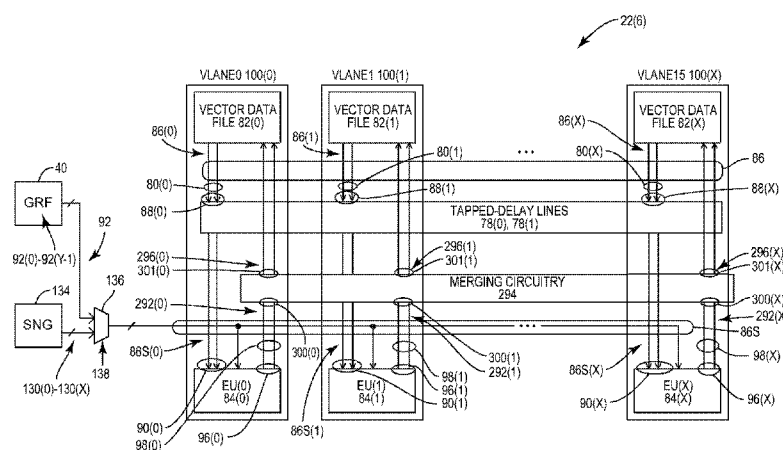 22(6)
VLANE0 100(0)
VLANE1 100(1)
VLANE15 100(X)
VECTOR DATA
FILE 82(0)
VECTOR DATA
FILE 82(1)
VECTOR DATA
FILE 82(X)
86(0)
86(1)
86(X)
...
80(0)
80(1)
80(X)
86
40
GRF
88(0)
88(1)
88(X)
92
TAPPED-DELAY LINES
78(0), 78(1)
92(0)-92(Y-1)
136
296(0)
301(0)
296(1)
301(1)
296(X)
301(X)
134
SNG
292(0)
MERGING CIRCUITRY
294
300(X)
292(X)
...
86S(0)
300(0)
300(1)
292(1)
86S
86S(X)
98(X)
130(0)-130(X)
138
98(1)
96(1)
EU(0)
84(0)
EU(1)
84(1)
EU(X)
84(X)
90(0)
98(0)
96(0)
86S(1)
90(1)
90(X)
96(X)